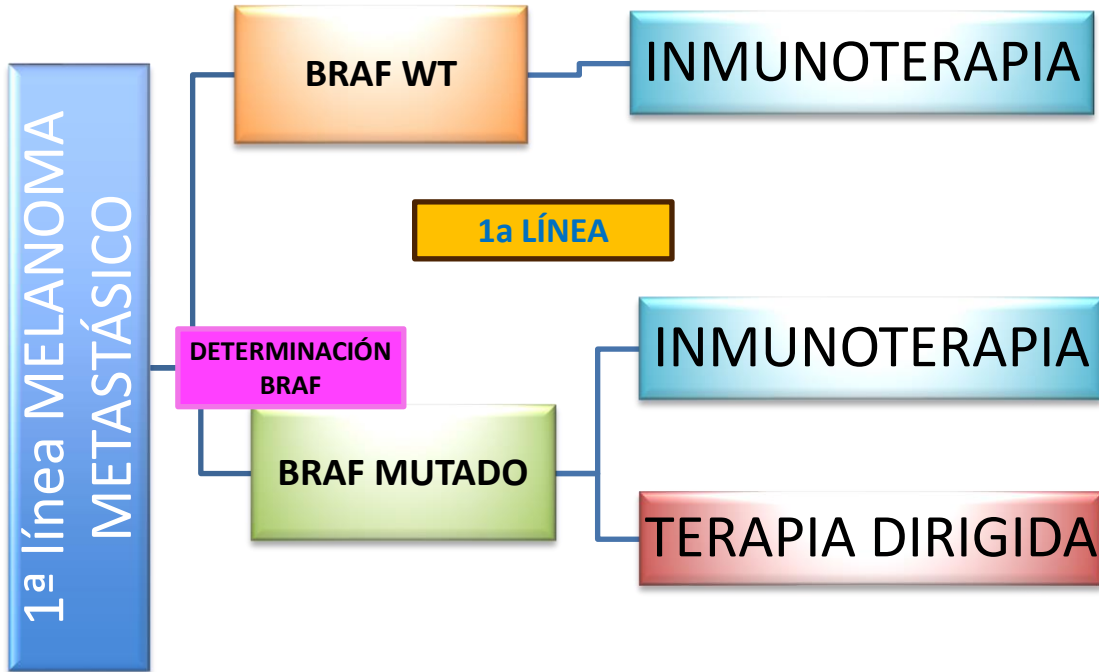 1ª línea MELANOMA
METASTÁSICO
DETERMINACIÓN
BRAF
BRAF WT
INMUNOTERAPIA
1a LÍNEA
BRAF MUTADO
INMUNOTERAPIA
TERAPIA DIRIGIDA